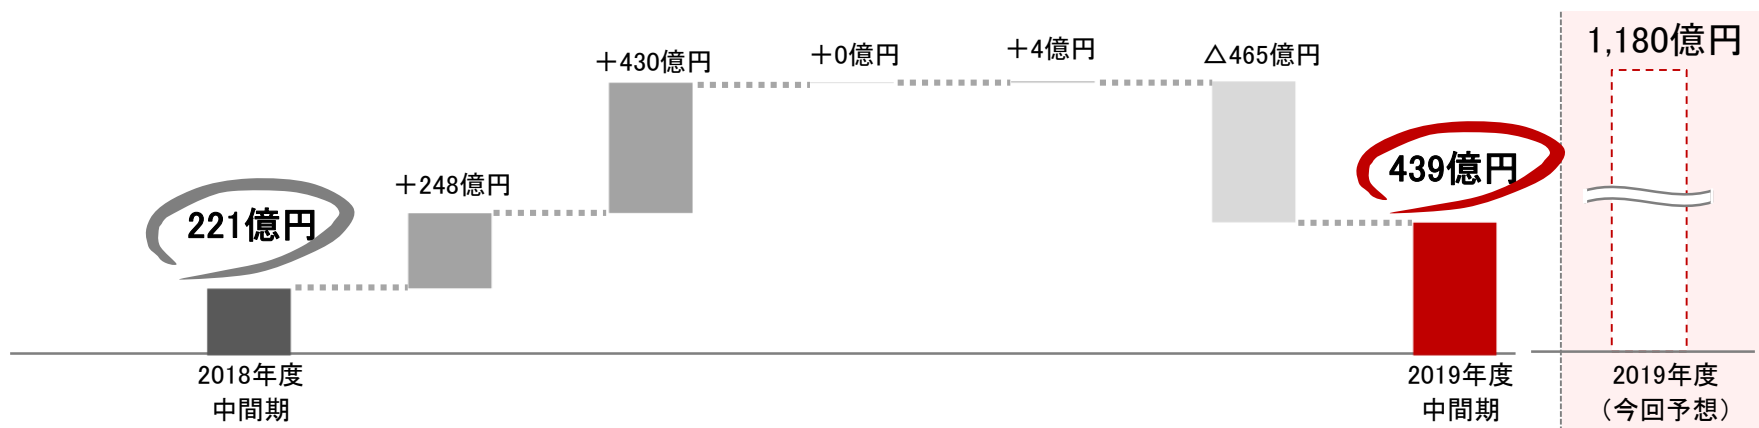 221億円
+248億円
+430億円
+0億円
+4億円
△465億円
439億円
1,180億円
2018年度
中間期
2019年度
中間期
2019年度
（今回予想）